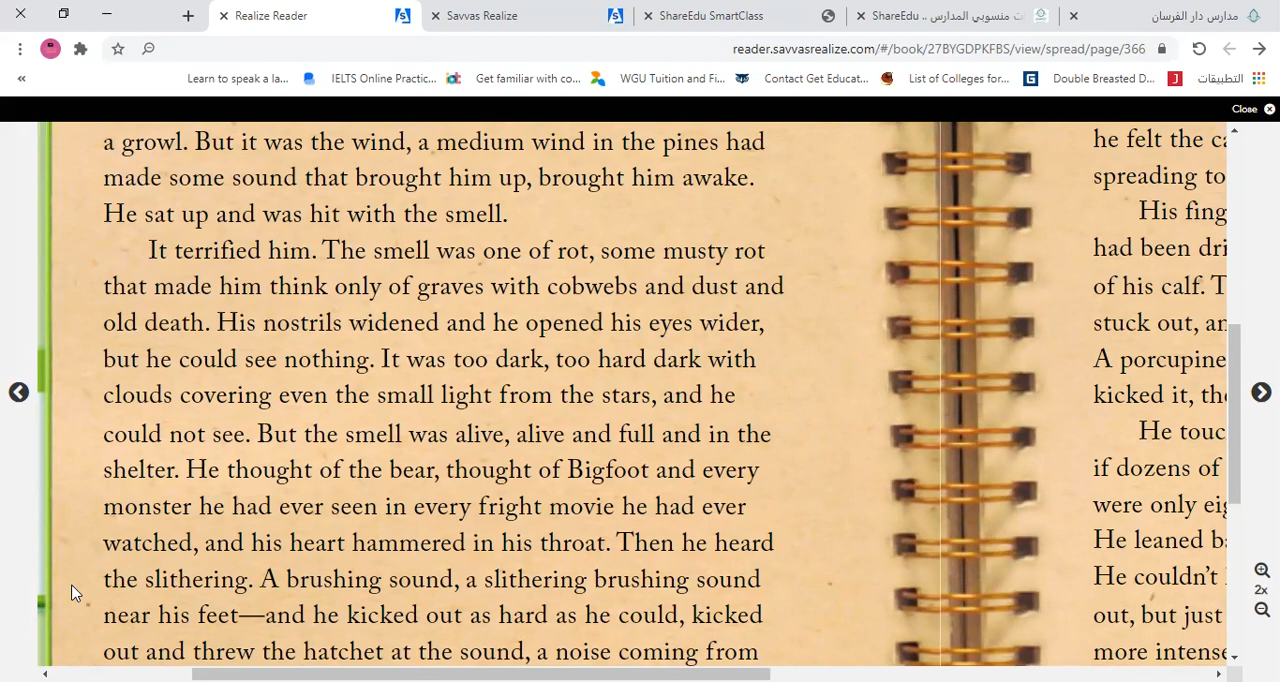 Realize Reader
Savvas Realize
ShareEdu SmartClass
ShareEdu .. منسوبي المدارس
مدارس دار الفرسان
reader.savvasrealize.com/#/book/27BYGDPKFBS/view/spread/page/366
« Learn to speak a la... IELTS Online Practic... Get familiar with co... WGU Tuition and Fi... Contact Get Educat... List of Colleges for... Double Breasted D... التطبيقات
Close
a growl. But it was the wind, a medium wind in the pines had
made some sound that brought him up, brought him awake.
He sat up and was hit with the smell.
It terrified him. The smell was one of rot, some musty rot
that made him think only of graves with cobwebs and dust and
old death. His nostrils widened and he opened his eyes wider,
but he could see nothing. It was too dark, too hard dark with
clouds covering even the small light from the stars, and he
could not see. But the smell was alive, alive and full and in the
shelter. He thought of the bear, thought of Bigfoot and every
monster he had ever seen in every fright movie he had ever
watched, and his heart hammered in his throat. Then he heard
the slithering. A brushing sound, a slithering brushing sound
near his feet—and he kicked out as hard as he could, kicked
out and threw the hatchet at the sound, a noise coming from
he felt the
spreading to
His fing
had been dri
of his calf. T
stuck out, an
A porcupine
kicked it, the
He touc
if dozens of
were only eig
He leaned ba
He couldn't
out, but just
more intense
2x